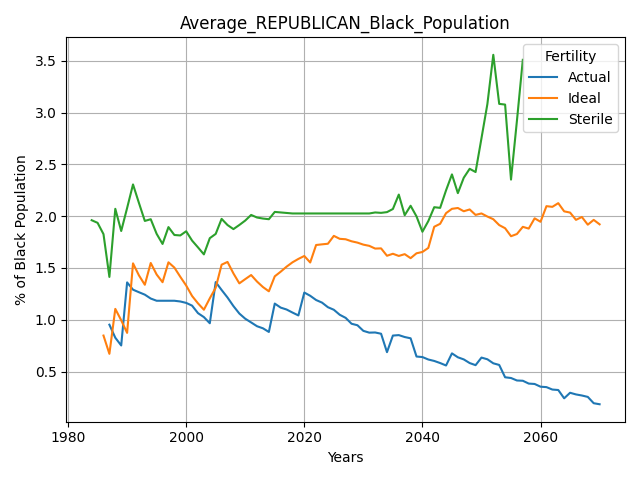 Average_REPUBLICAN_Black_Population
% of Black Population
3.5
3.0
2.5
2.0
1.5
1.0
0.5
Fertility
Actual
Ideal
Sterile
1980
2000
2020
2040
2060
Years